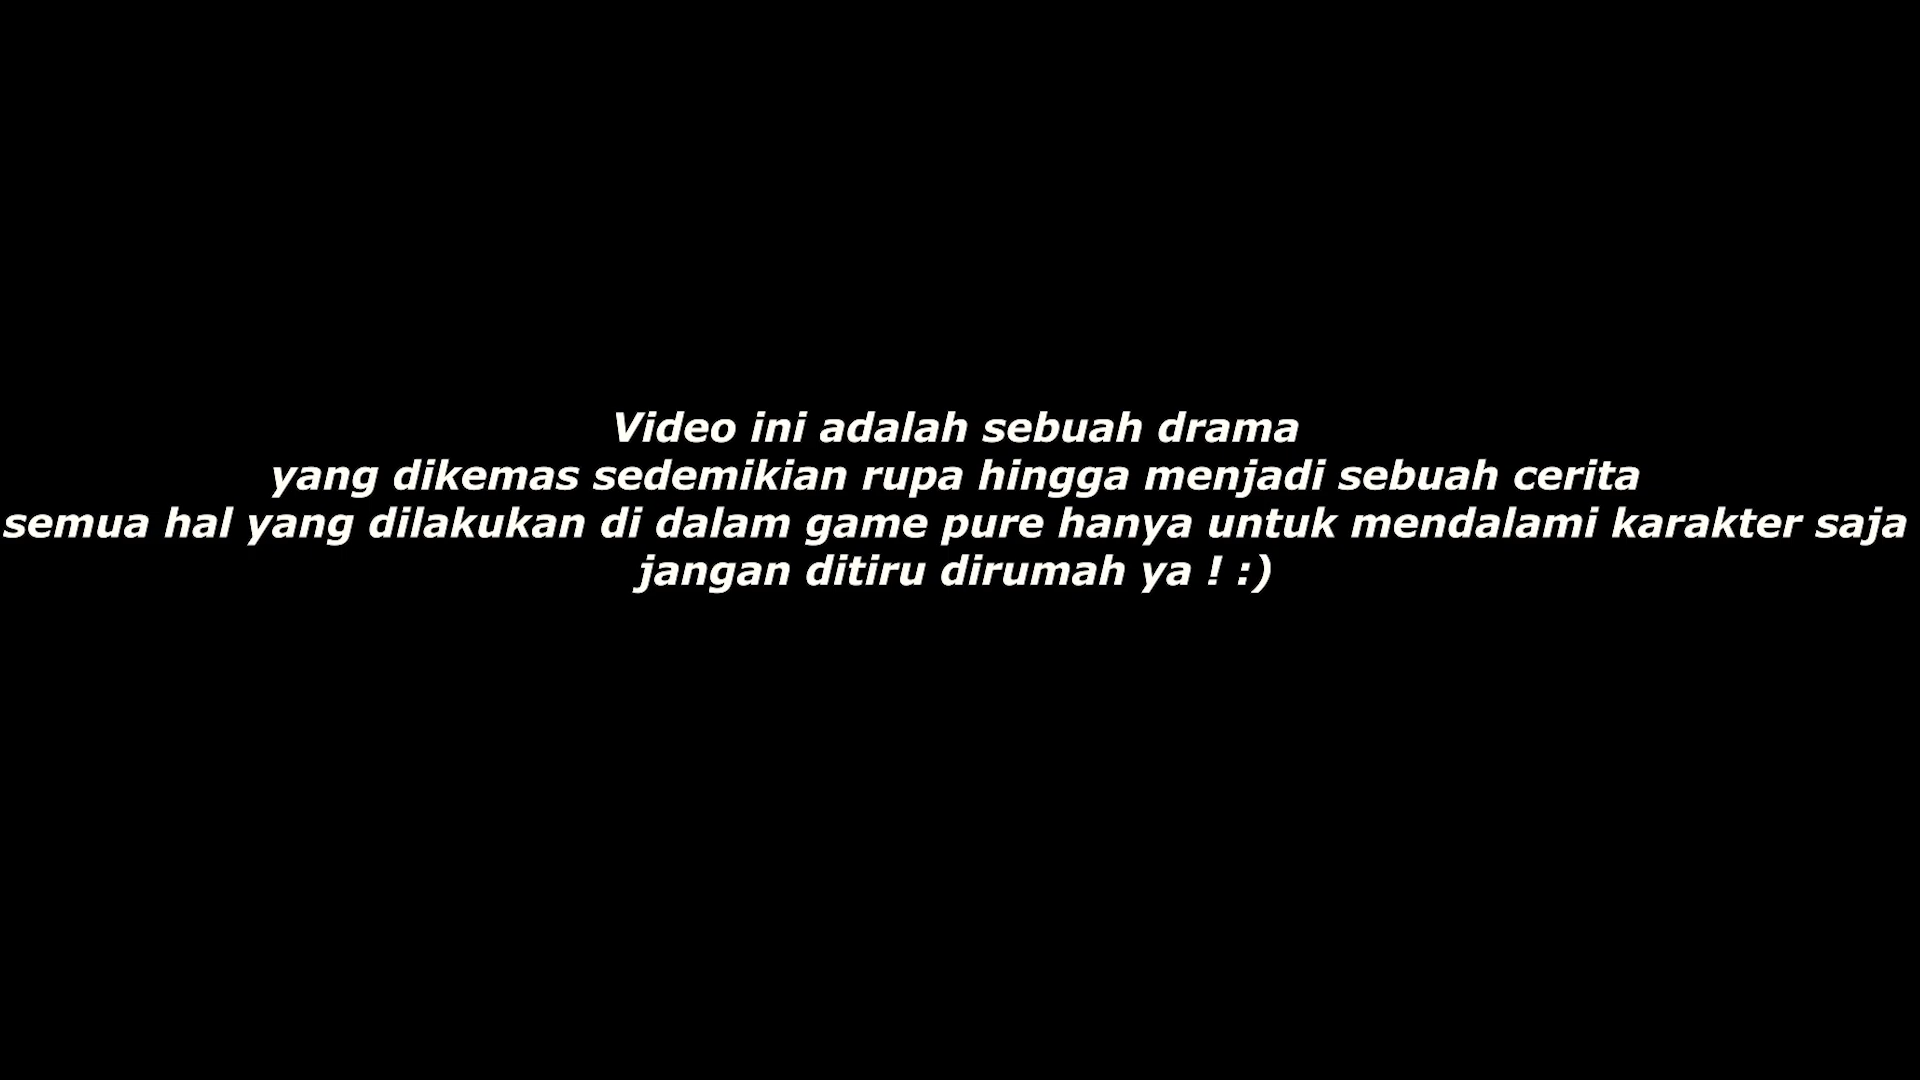 Video ini adalah sebuah drama
yang dikemas sedemikian rupa hingga menjadi sebuah cerita
semua hal yang dilakukan di dalam game pure hanya untuk mendalami karakter saja
jangan ditiru dirumah ya ! :)